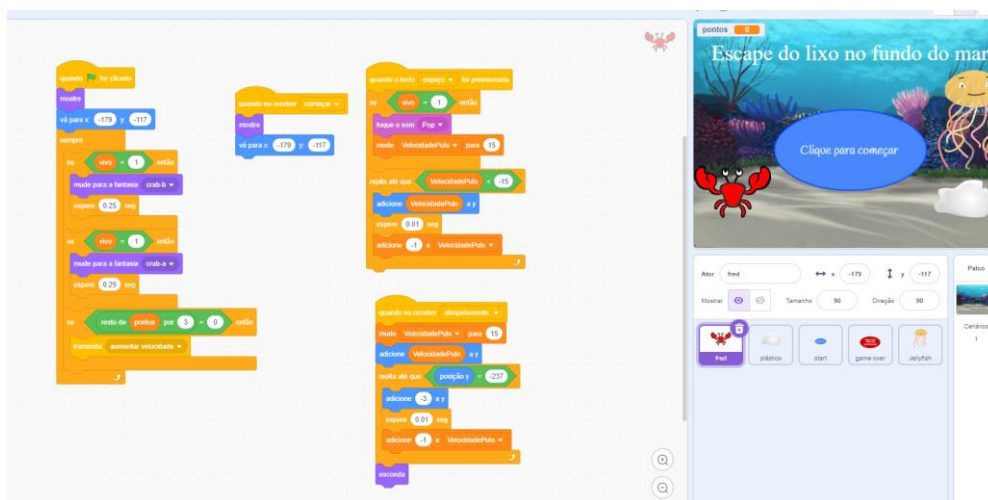 quando for clicado
mostre
vá para x: -179 y: -117
sempre
se vivo = 1 então
mude para a fantasia crab-b
espere 0.25 seg
se vivo = 1 então
mude para a fantasia crab-a
espere 0.25 seg
se resto de pontos por 3 = 0 então
transmita aumentar velocidade
quando eu receber começar
mostre
vá para x: -179 y: -117
quando a tecla espaço for pressionada
se vivo = 1 então
toque o som Pop
mude VelocidadePulo para 15
repita até que VelocidadePulo < -15
adicione VelocidadePulo a y
espere 0.01 seg
adicione -1 a VelocidadePulo
quando eu receber atropelamento
mude VelocidadePulo para 15
adicione VelocidadePulo a y
repita até que posição y = -237
adicione -3 a y
espere 0.01 seg
adicione -1 a VelocidadePulo
esconda
pontos 0
Escape do lixo no fundo do mar
Clique para começar
Ator fred x -179 y -117
Mostrar Tamanho 90 Direção 90
fred plástico start game over Jellyfish
Palco
Cenários
1